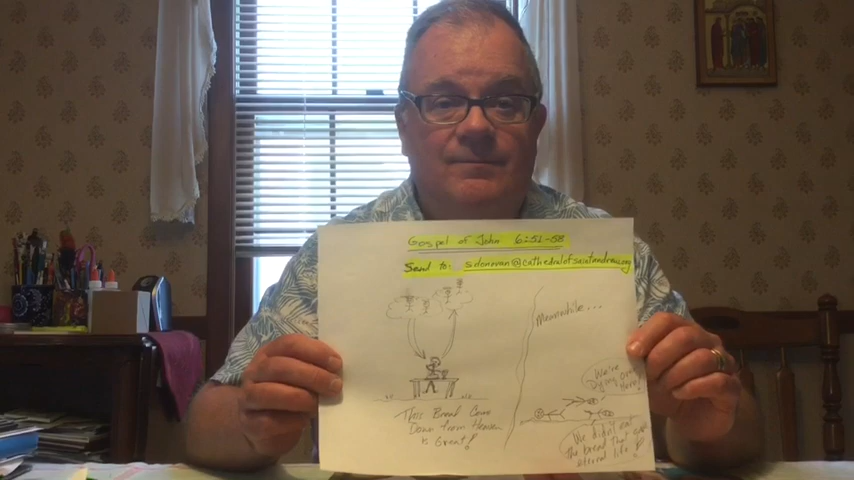 Gospel of John 6:51-58
Send to: sdonovan@cathedralofsaintandrew.org
Meanwhile...
This Bread Came
Down from Heaven
is Great!
We're
Dying over
Here!
We didn't eat
the bread that gives
eternal life!